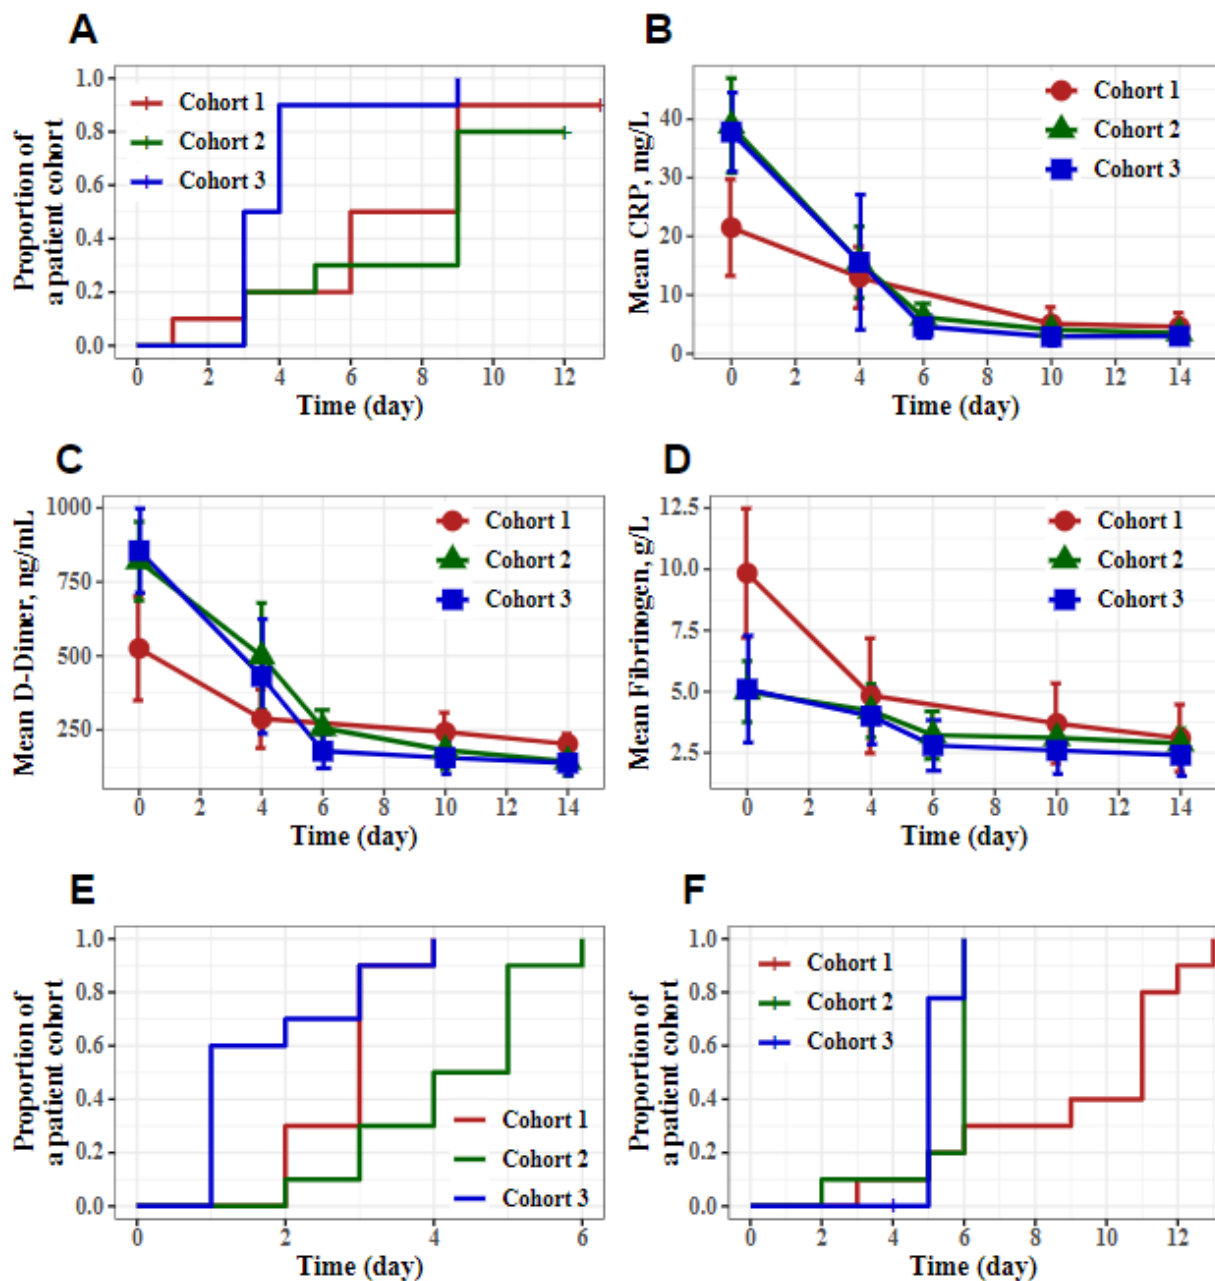 A
1.0
0.8
0.6
0.4
0.2
0.0
Proportion of
a patient cohort
Cohort 1
Cohort 2
Cohort 3
0 2 4 6 8 10 12
Time (day)
B
40
30
20
10
0
Mean CRP, mg/L
Cohort 1
Cohort 2
Cohort 3
0 2 4 6 8 10 12 14
Time (day)
C
1000
750
500
250
Mean D-Dimer, ng/mL
Cohort 1
Cohort 2
Cohort 3
0 2 4 6 8 10 12 14
Time (day)
D
12.5
10.0
7.5
5.0
2.5
Mean Fibrinogen, g/L
Cohort 1
Cohort 2
Cohort 3
0 2 4 6 8 10 12 14
Time (day)
E
1.0
0.8
0.6
0.4
0.2
0.0
Proportion of
a patient cohort
Cohort 1
Cohort 2
Cohort 3
0 2 4 6
Time (day)
F
1.0
0.8
0.6
0.4
0.2
0.0
Proportion of
a patient cohort
Cohort 1
Cohort 2
Cohort 3
0 2 4 6 8 10 12
Time (day)